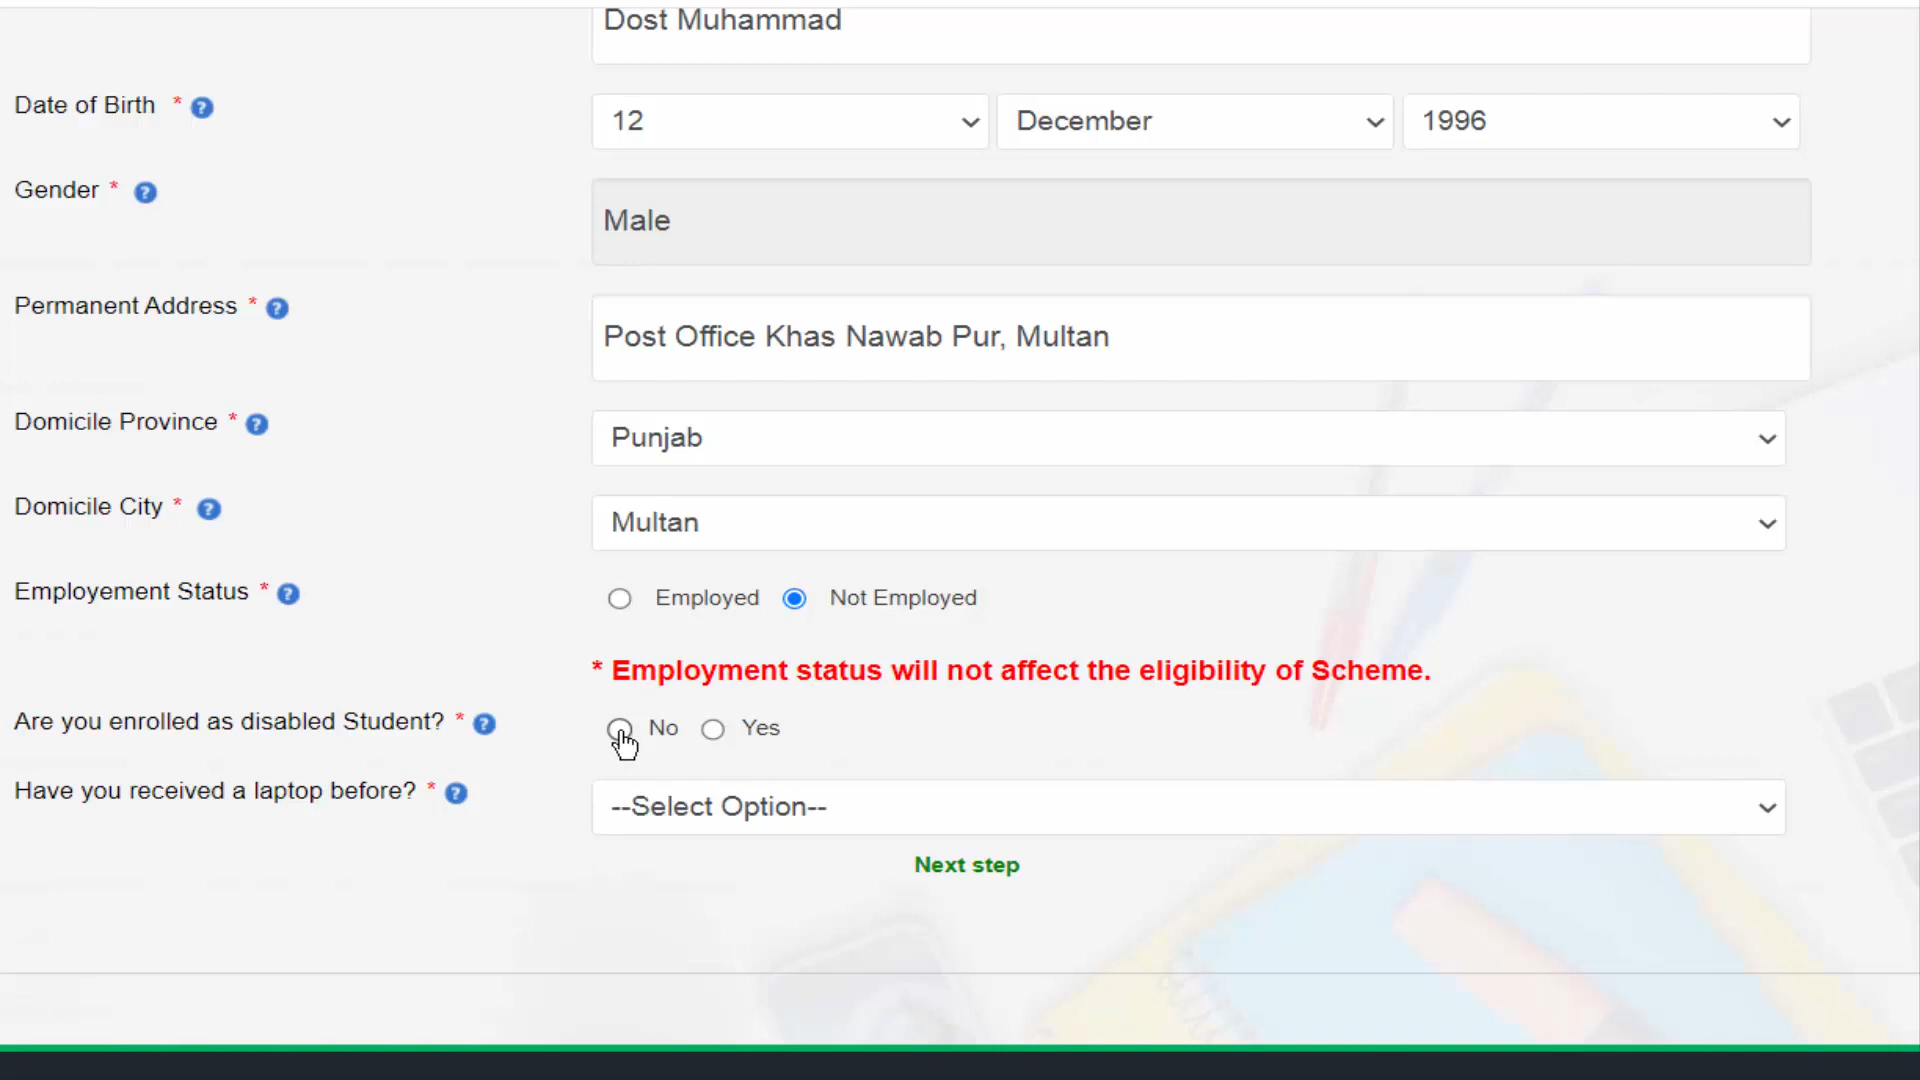 Dost Muhammad
Date of Birth * ?
12 December 1996
Gender * ?
Male
Permanent Address * ?
Post Office Khas Nawab Pur, Multan
Domicile Province * ?
Punjab
Domicile City * ?
Multan
Employement Status * ?
Employed Not Employed
* Employment status will not affect the eligibility of Scheme.
Are you enrolled as disabled Student? * ?
No Yes
Have you received a laptop before? * ?
--Select Option--
Next step